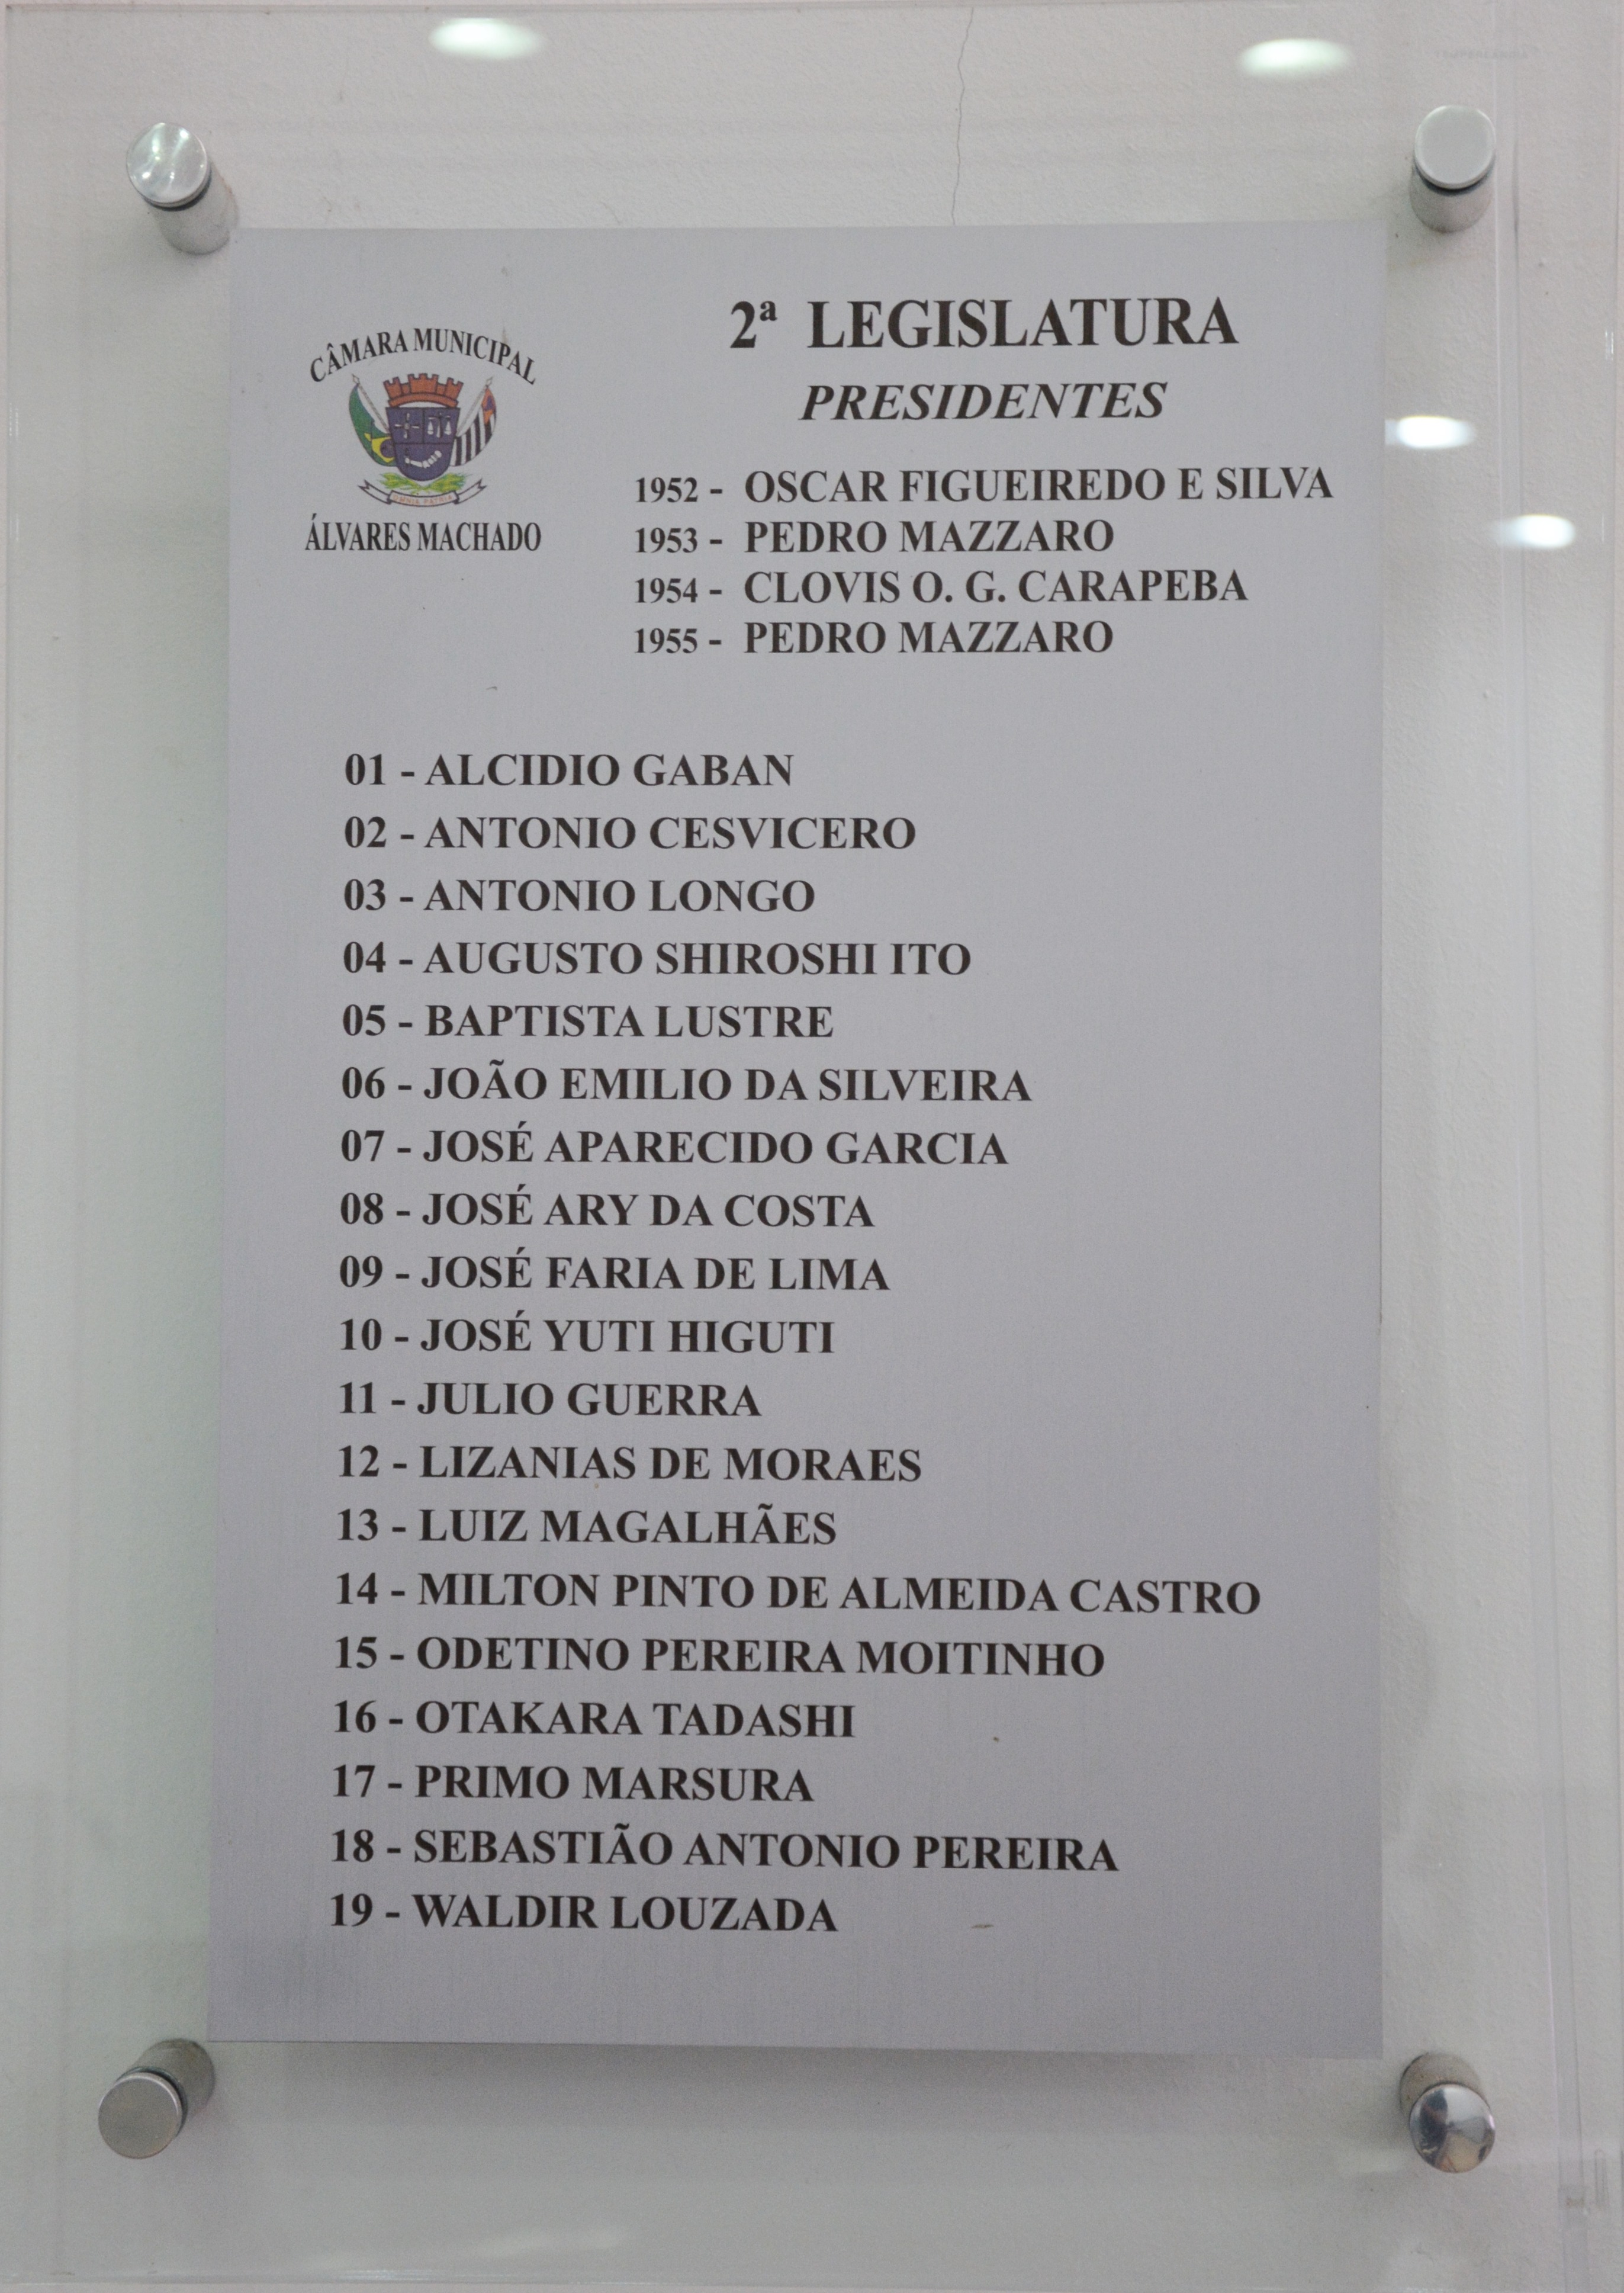 CÂMARA MUNICIPAL
ÁLVARES MACHADO
2ª LEGISLATURA
PRESIDENTES
1952 - OSCAR FIGUEIREDO E SILVA
1953 - PEDRO MAZZARO
1954 - CLOVIS O. G. CARAPEBA
1955 - PEDRO MAZZARO
01 - ALCIDIO GABAN
02 - ANTONIO CESVICERO
03 - ANTONIO LONGO
04 - AUGUSTO SHIROSHI ITO
05 - BAPTISTA LUSTRE
06 - JOÃO EMILIO DA SILVEIRA
07 - JOSÉ APARECIDO GARCIA
08 - JOSÉ ARY DA COSTA
09 - JOSÉ FARIA DE LIMA
10 - JOSÉ YUTI HIGUTI
11 - JULIO GUERRA
12 - LIZANIAS DE MORAES
13 - LUIZ MAGALHÃES
14 - MILTON PINTO DE ALMEIDA CASTRO
15 - ODETINO PEREIRA MOITINHO
16 - OTAKARA TADASHI
17 - PRIMO MARSURA
18 - SEBASTIÃO ANTONIO PEREIRA
19 - WALDIR LOUZADA